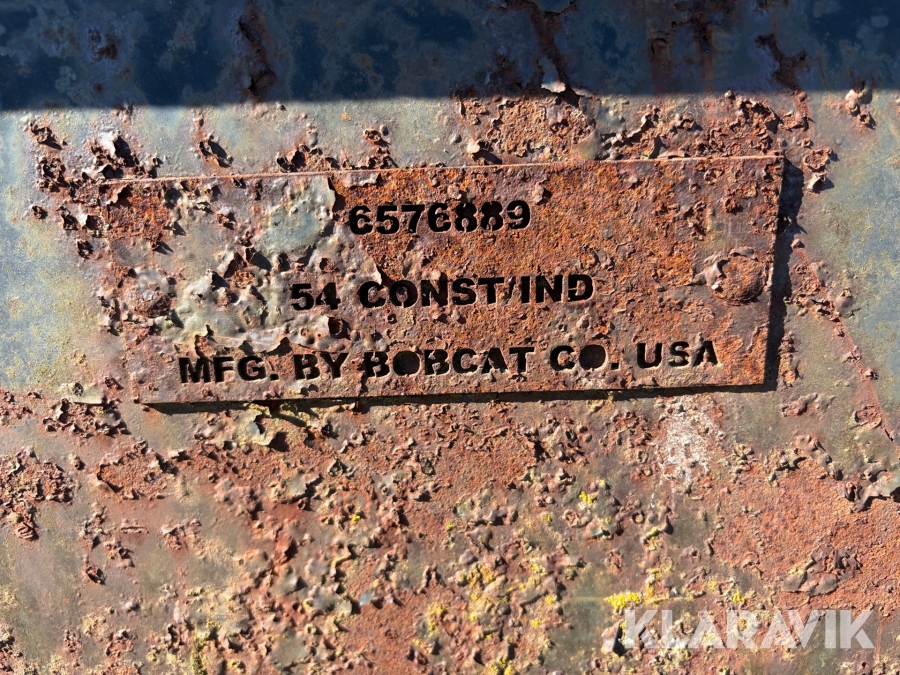 6576889
54 CONST/IND
MFG. BY BOBCAT CO. USA
KLARAVIK